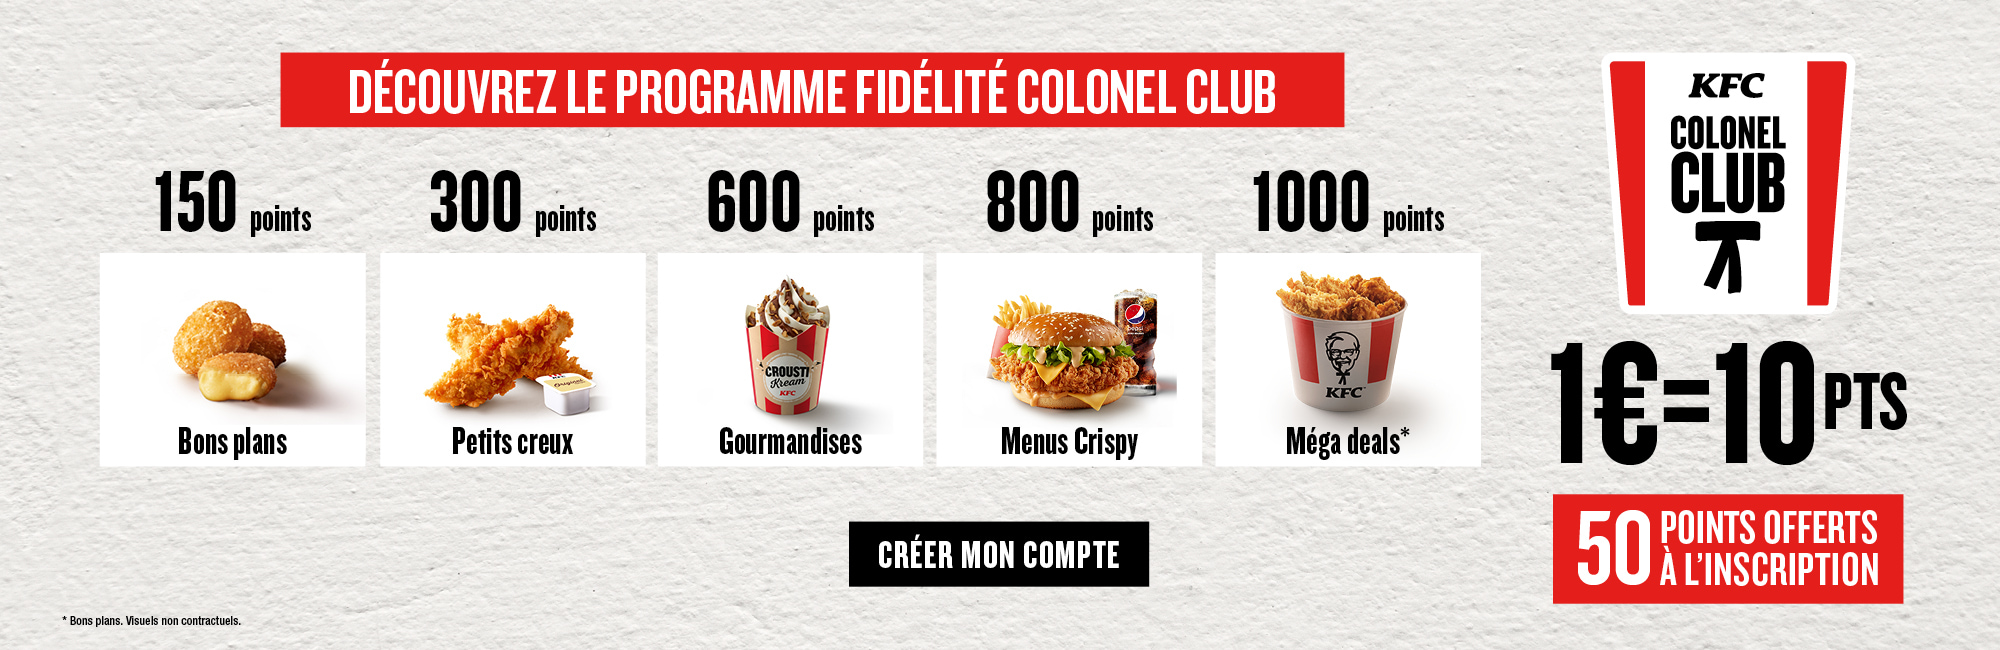 DÉCOUVREZ LE PROGRAMME FIDÉLITÉ COLONEL CLUB
150 points
300 points
600 points
800 points
1000 points
Original
CROUSTI
Kream
KFC
pepsi
KFC
Bons plans
Petits creux
Gourmandises
Menus Crispy
Méga deals*
CRÉER MON COMPTE
* Bons plans. Visuels non contractuels.
KFC
COLONEL
CLUB
1€=10 PTS
50 POINTS OFFERTS
À L'INSCRIPTION